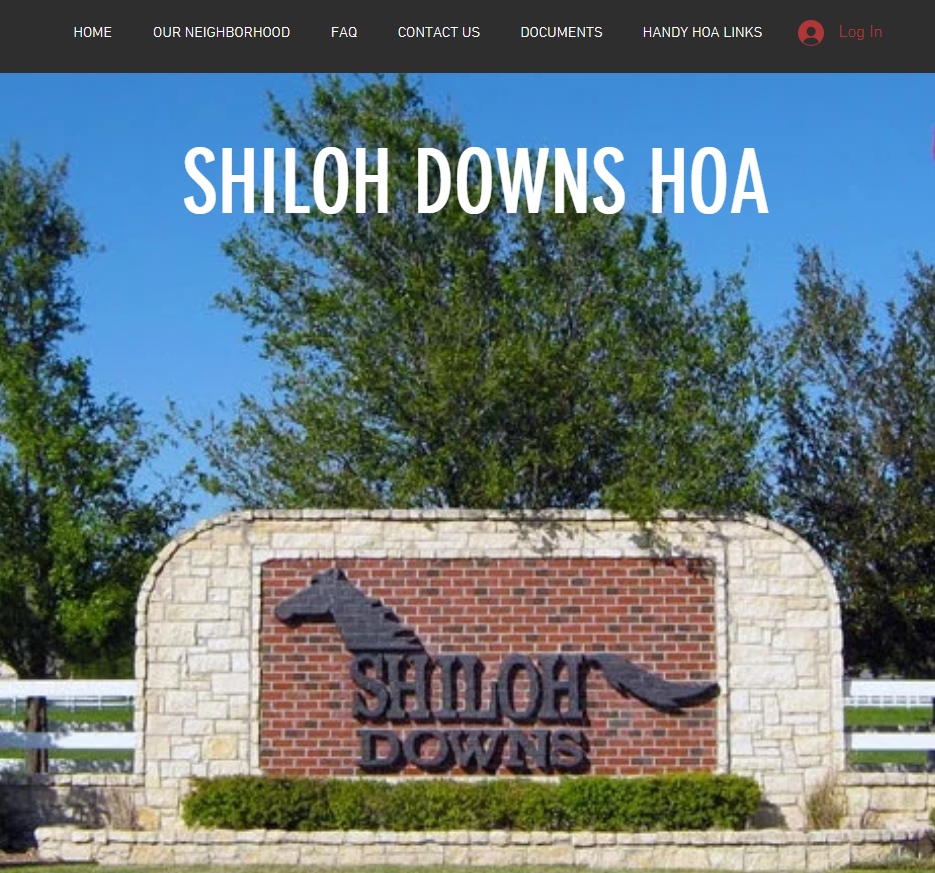 HOME OUR NEIGHBORHOOD FAQ CONTACT US DOCUMENTS HANDY HOA LINKS Log In
SHILOH DOWNS HOA
SHILOH
DOWNS